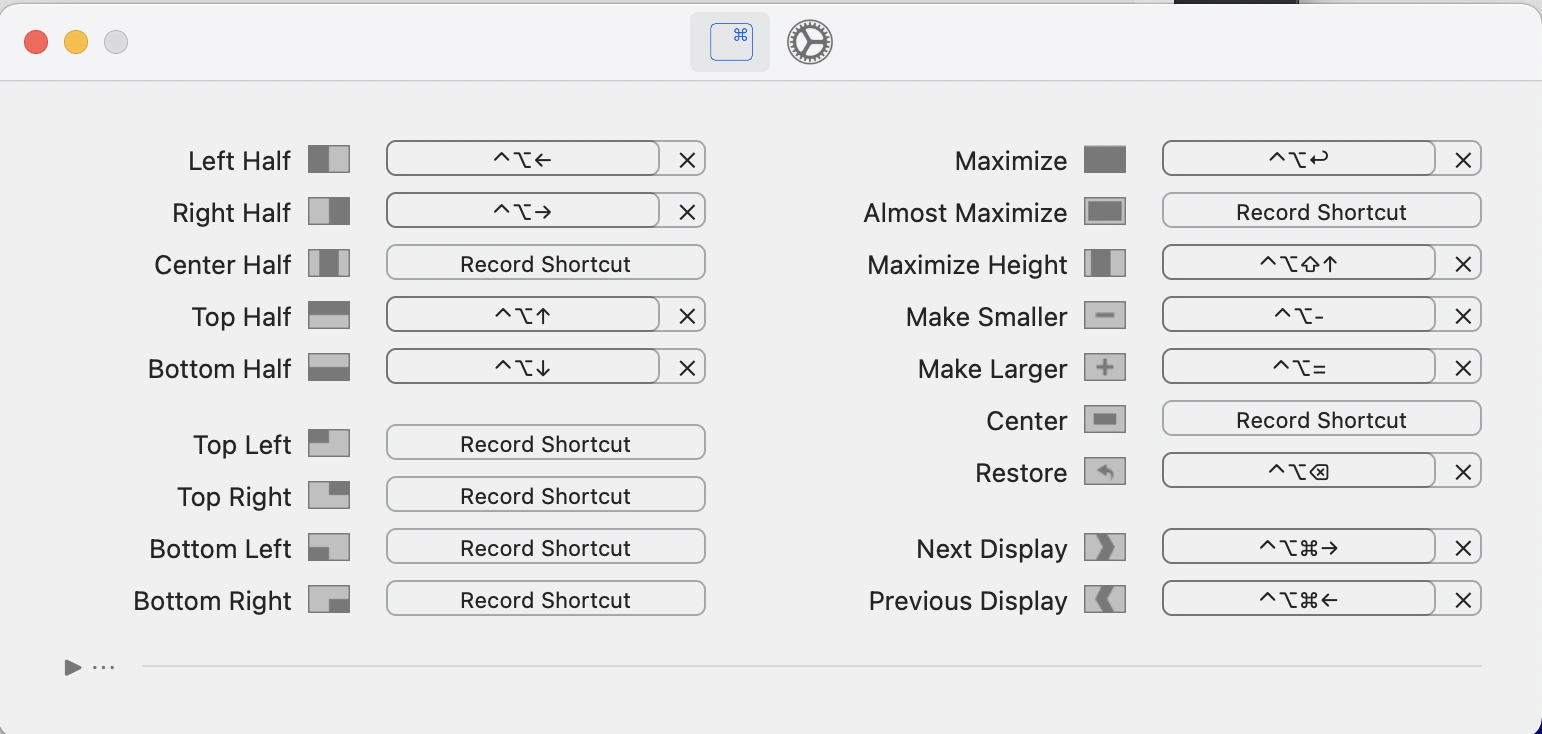 ⌘
Left Half ^⌥←
Right Half ^⌥→
Center Half Record Shortcut
Top Half ^⌥↑
Bottom Half ^⌥↓
Top Left Record Shortcut
Top Right Record Shortcut
Bottom Left Record Shortcut
Bottom Right Record Shortcut
Maximize ^⌥↩
Almost Maximize Record Shortcut
Maximize Height ^⌥⇧↑
Make Smaller ^⌥-
Make Larger ^⌥=
Center Record Shortcut
Restore ^⌥⌫
Next Display ^⌥⌘→
Previous Display ^⌥⌘←
▶ ···